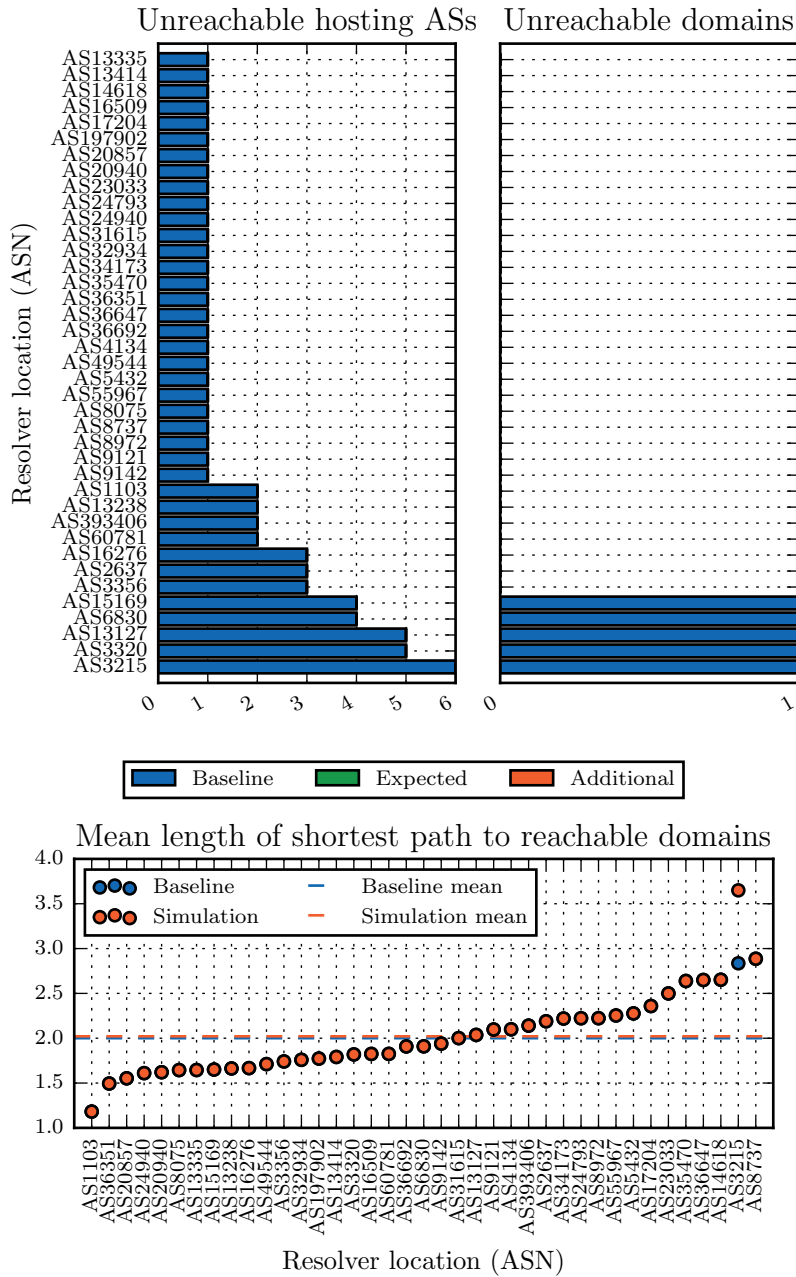 Unreachable hosting ASs
Unreachable domains
Resolver location (ASN)
AS13335
AS13414
AS14618
AS16509
AS17204
AS197902
AS20857
AS20940
AS23033
AS24793
AS24940
AS31615
AS32934
AS34173
AS35470
AS36351
AS36647
AS36692
AS4134
AS49544
AS5432
AS55967
AS8075
AS8737
AS8972
AS9121
AS9142
AS1103
AS13238
AS393406
AS60781
AS16276
AS2637
AS3356
AS15169
AS6830
AS13127
AS3320
AS3215
0 1 2 3 4 5 6
0 1
Baseline Expected Additional
Mean length of shortest path to reachable domains
4.0
3.5
3.0
2.5
2.0
1.5
1.0
Baseline Baseline mean
Simulation Simulation mean
AS1103
AS36351
AS20857
AS24940
AS20940
AS8075
AS13335
AS15169
AS13238
AS16276
AS49544
AS3356
AS32934
AS197902
AS13414
AS3320
AS16509
AS60781
AS36692
AS6830
AS9142
AS31615
AS13127
AS9121
AS4134
AS393406
AS2637
AS34173
AS24793
AS8972
AS55967
AS5432
AS17204
AS23033
AS35470
AS36647
AS14618
AS3215
AS8737
Resolver location (ASN)